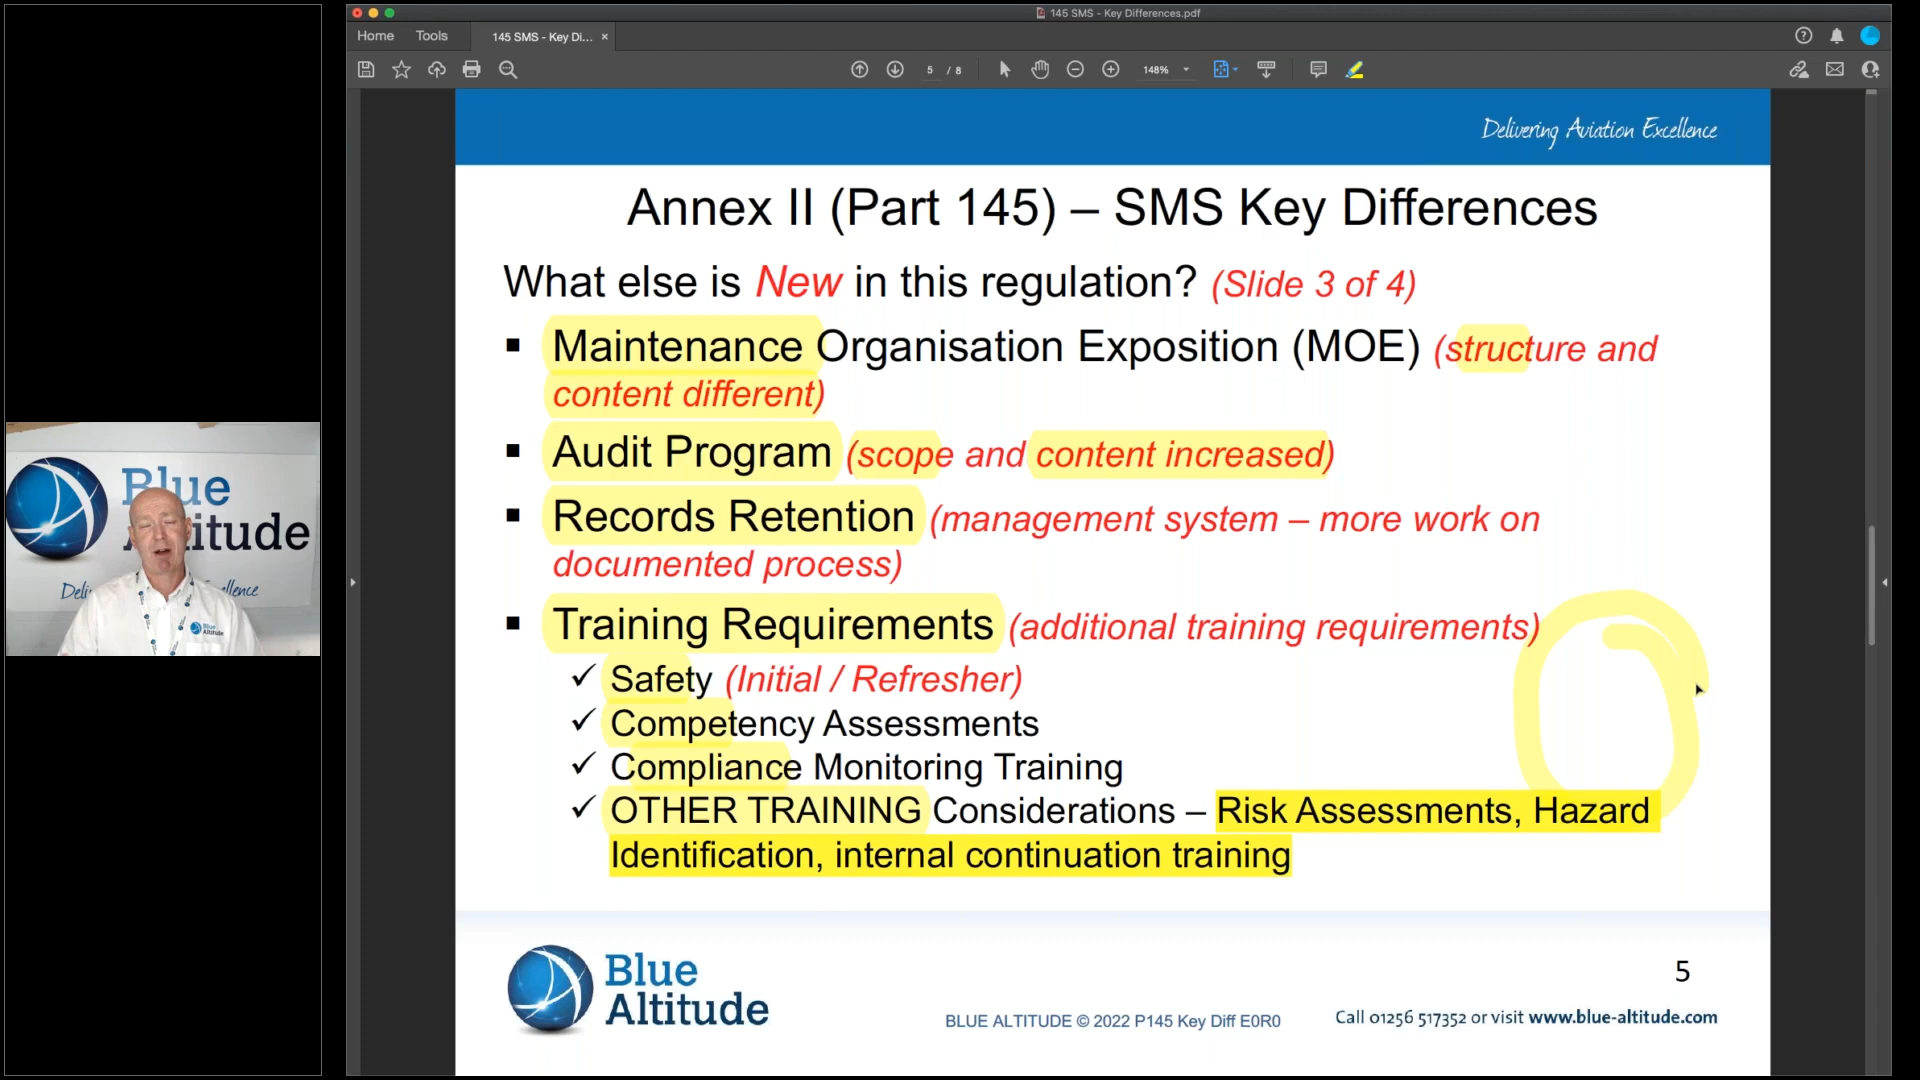 145 SMS - Key Differences.pdf
Home Tools 145 SMS - Key Di... ×
5 / 8 148%
Delivering Aviation Excellence
Annex II (Part 145) – SMS Key Differences
What else is New in this regulation? (Slide 3 of 4)
▪ Maintenance Organisation Exposition (MOE) (structure and
content different)
▪ Audit Program (scope and content increased)
▪ Records Retention (management system – more work on
documented process)
▪ Training Requirements (additional training requirements)
✓ Safety (Initial / Refresher)
✓ Competency Assessments
✓ Compliance Monitoring Training
✓ OTHER TRAINING Considerations – Risk Assessments, Hazard
Identification, internal continuation training
Blue
Altitude
5
BLUE ALTITUDE © 2022 P145 Key Diff E0R0
Call 01256 517352 or visit www.blue-altitude.com
Blue
Altitude
Blue
Altitude